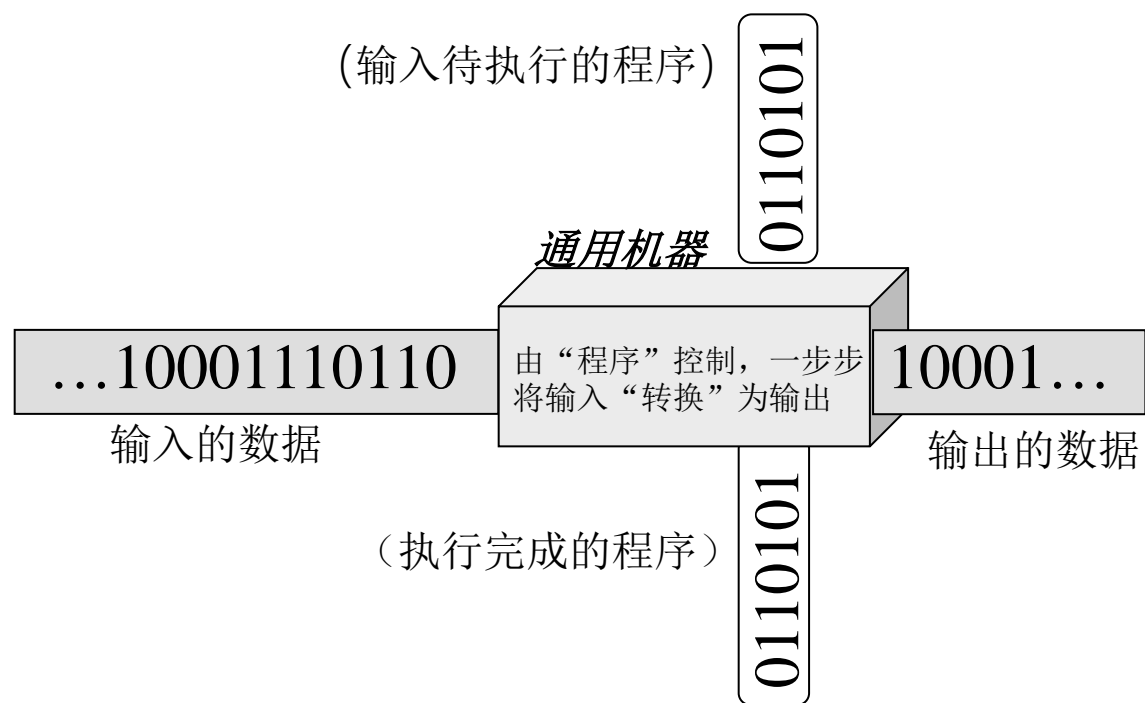 (输入待执行的程序)
0110101
通用机器
…10001110110
由“程序”控制，一步步
将输入“转换”为输出
10001…
输入的数据
输出的数据
（执行完成的程序）
0110101